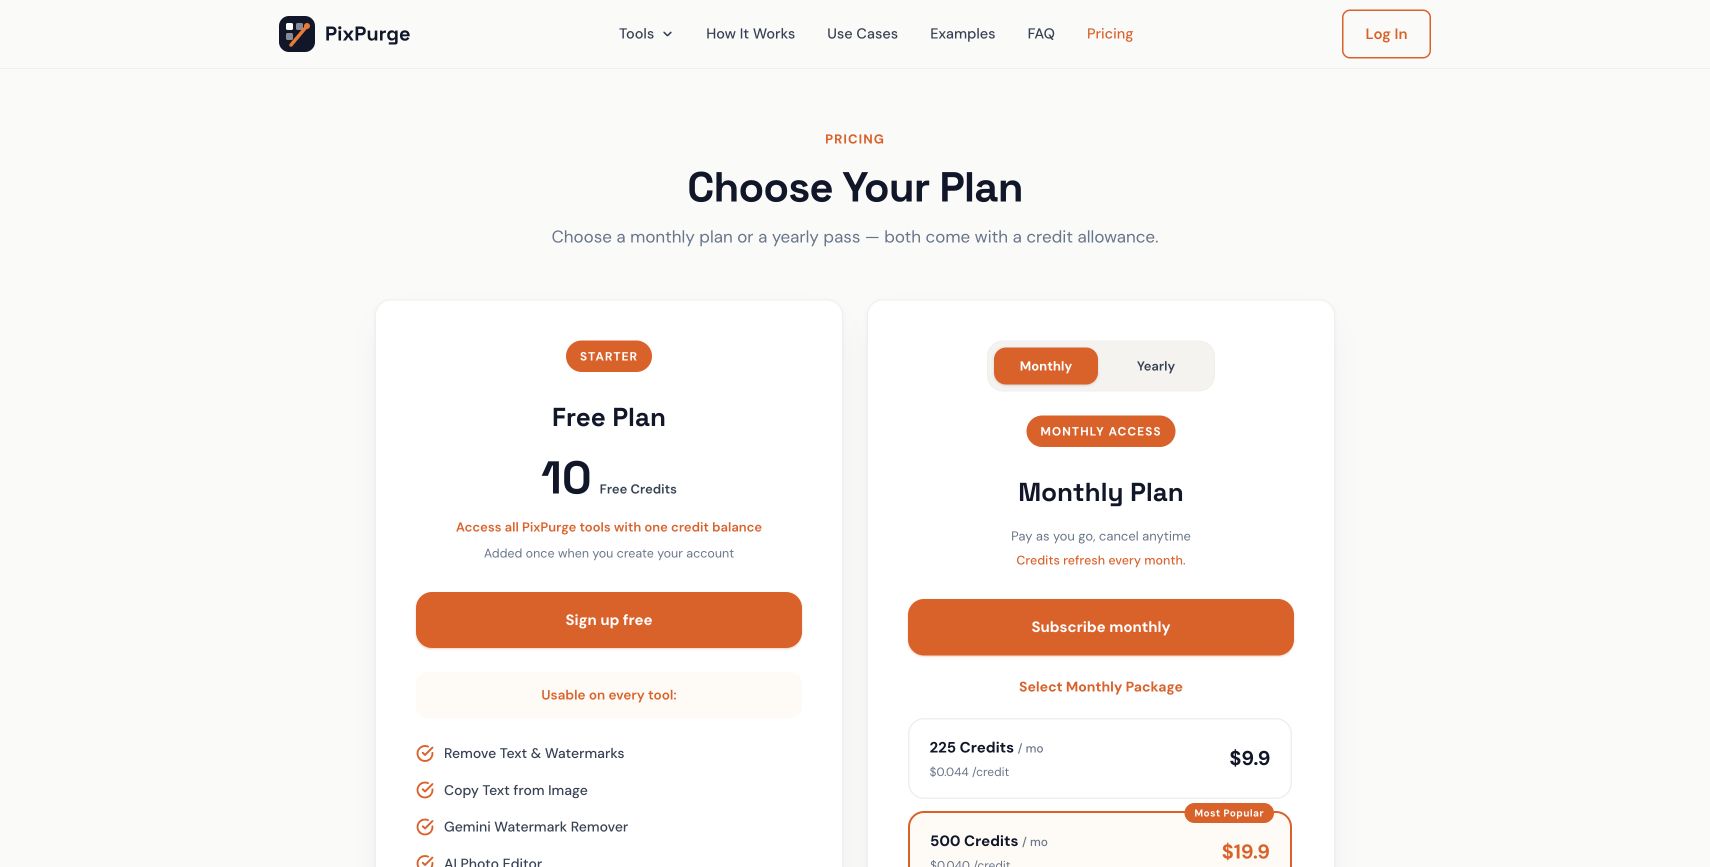 PixPurge
Tools
How It Works
Use Cases
Examples
FAQ
Pricing
Log In
PRICING
Choose Your Plan
Choose a monthly plan or a yearly pass — both come with a credit allowance.
STARTER
Free Plan
10 Free Credits
Access all PixPurge tools with one credit balance
Added once when you create your account
Sign up free
Usable on every tool:
Remove Text & Watermarks
Copy Text from Image
Gemini Watermark Remover
AI Photo Editor
Monthly
Yearly
MONTHLY ACCESS
Monthly Plan
Pay as you go, cancel anytime
Credits refresh every month.
Subscribe monthly
Select Monthly Package
225 Credits / mo
$9.9
$0.044 /credit
Most Popular
500 Credits / mo
$19.9
$0.040 /credit